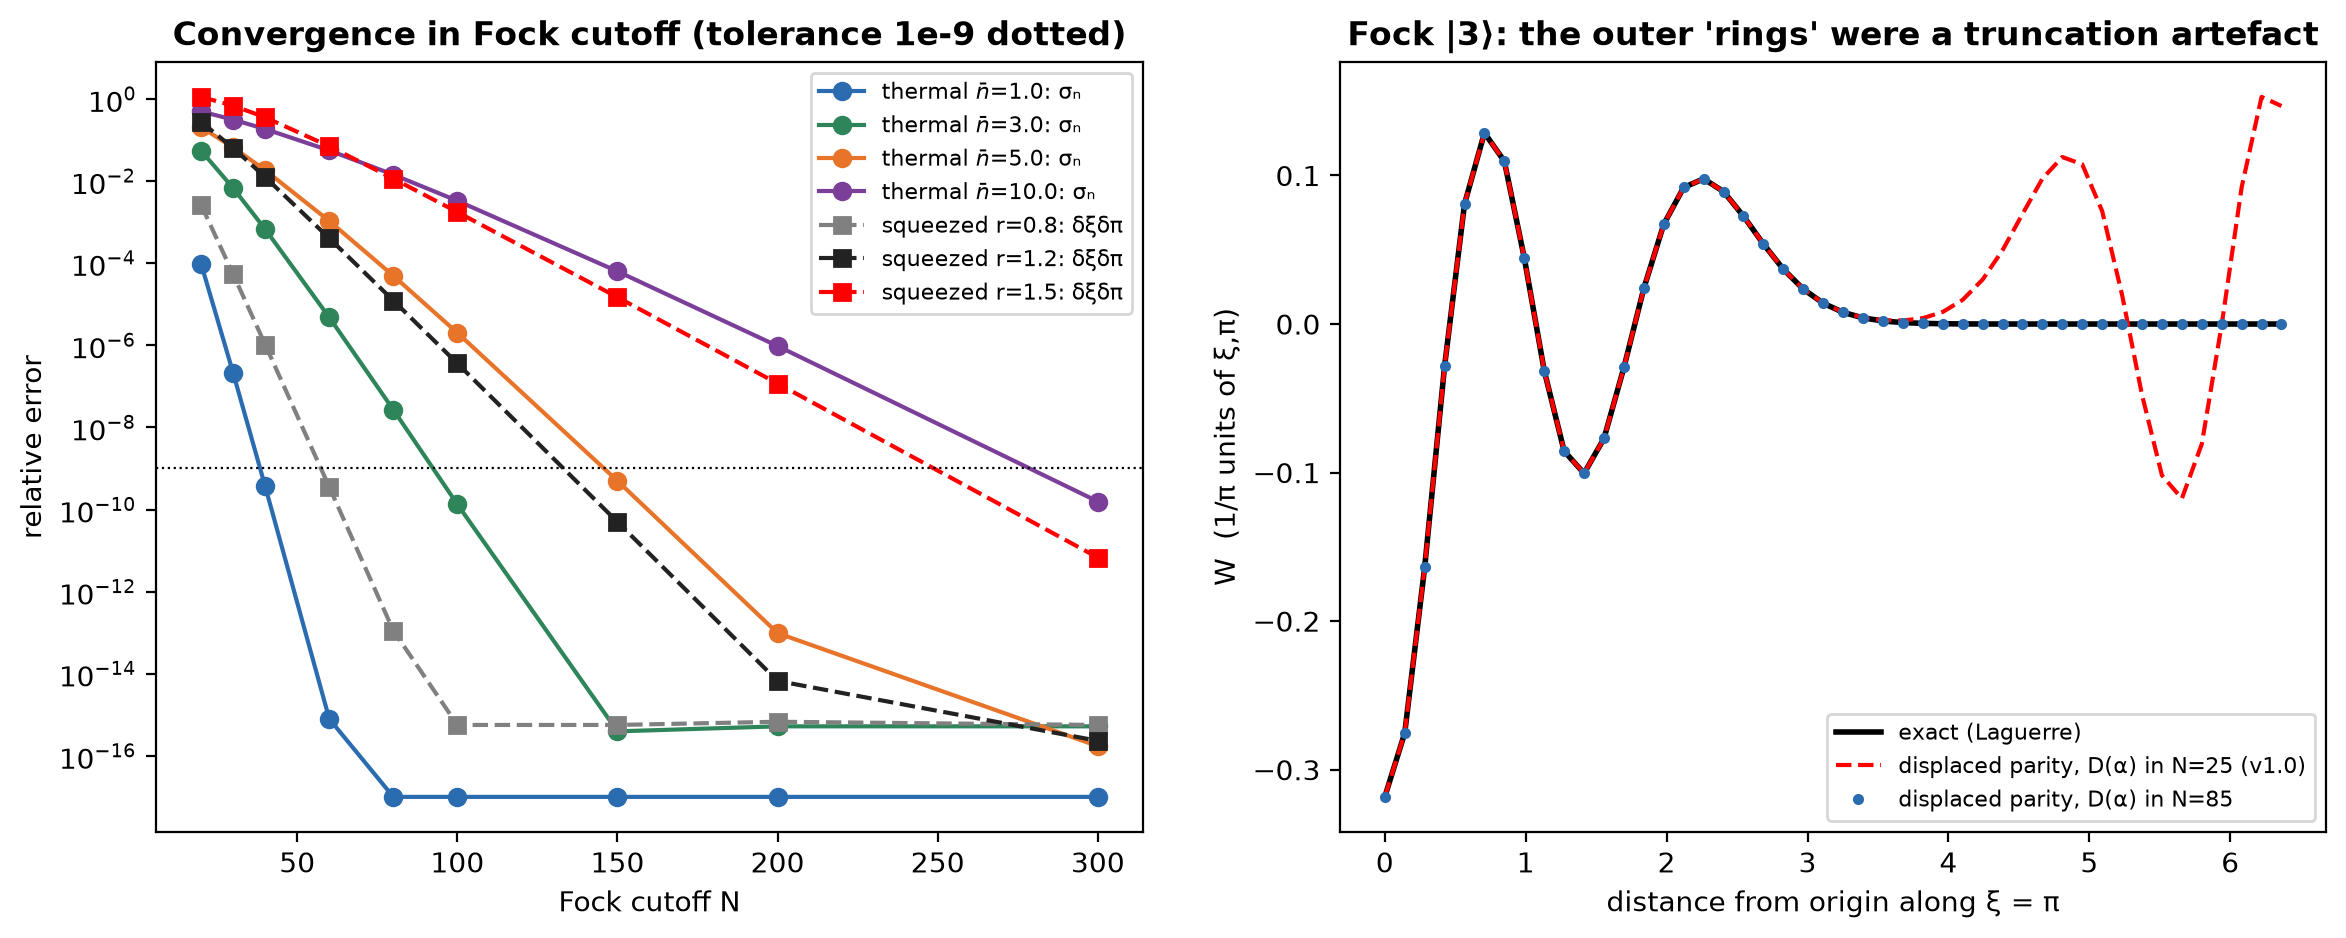 Convergence in Fock cutoff (tolerance 1e-9 dotted)
relative error
10⁰
10⁻²
10⁻⁴
10⁻⁶
10⁻⁸
10⁻¹⁰
10⁻¹²
10⁻¹⁴
10⁻¹⁶
thermal n̄=1.0: σₙ
thermal n̄=3.0: σₙ
thermal n̄=5.0: σₙ
thermal n̄=10.0: σₙ
squeezed r=0.8: δξδπ
squeezed r=1.2: δξδπ
squeezed r=1.5: δξδπ
50 100 150 200 250 300
Fock cutoff N
Fock |3⟩: the outer 'rings' were a truncation artefact
W (1/π units of ξ,π)
0.1
0.0
−0.1
−0.2
−0.3
exact (Laguerre)
displaced parity, D(α) in N=25 (v1.0)
displaced parity, D(α) in N=85
0 1 2 3 4 5 6
distance from origin along ξ = π